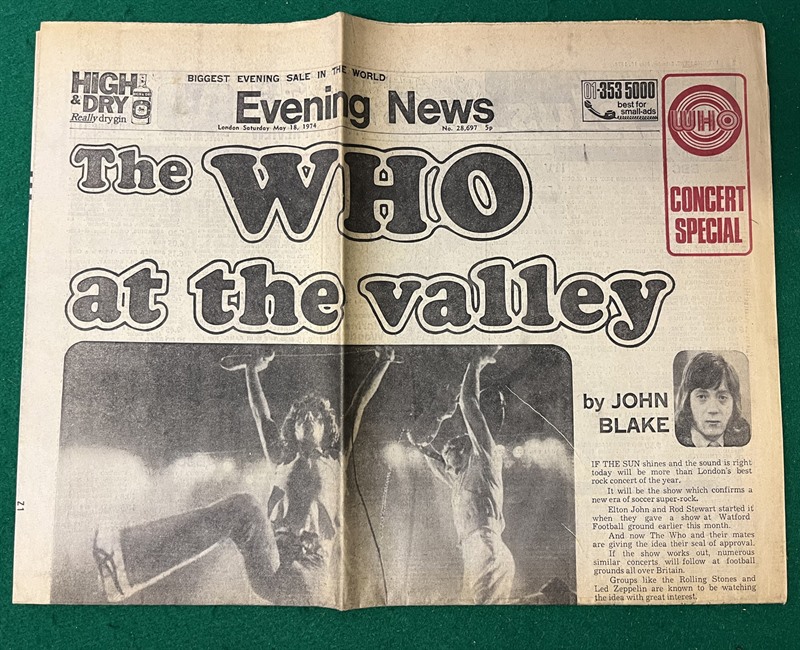 HIGH
& DRY
Really dry gin
BIGGEST EVENING SALE IN THE WORLD
Evening News
London Saturday May 18, 1974
No. 28,697 5p
01-353 5000
best for
small-ads
WHO
CONCERT
SPECIAL
The WHO
at the valley
by JOHN
BLAKE
IF THE SUN shines and the sound is right
today will be more than London's best
rock concert of the year.
It will be the show which confirms a
new era of soccer super-rock.
Elton John and Rod Stewart started it
when they gave a show at Watford
Football ground earlier this month.
And now The Who and their mates
are giving the idea their seal of approval.
If the show works out, numerous
similar concerts will follow at football
grounds all over Britain.
Groups like the Rolling Stones and
Led Zeppelin are known to be watching
the idea with great interest.
Z1